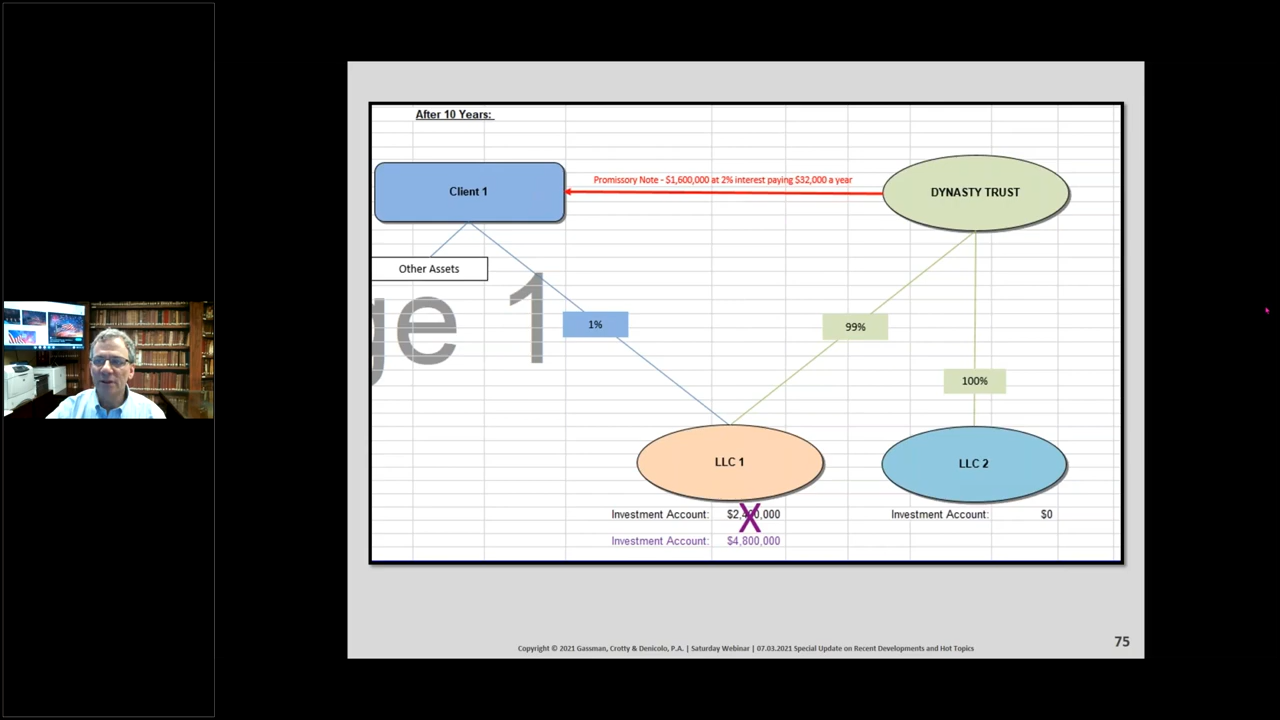 After 10 Years:
Promissory Note - $1,600,000 at 2% interest paying $32,000 a year
Client 1
DYNASTY TRUST
Other Assets
ge 1
1%
99%
100%
LLC 1
LLC 2
Investment Account: X
Investment Account: $0
Investment Account: $4,800,000
75
Copyright © 2021 Gassman, Crotty & Denicolo, P.A. | Saturday Webinar | 07.03.2021 Special Update on Recent Developments and Hot Topics